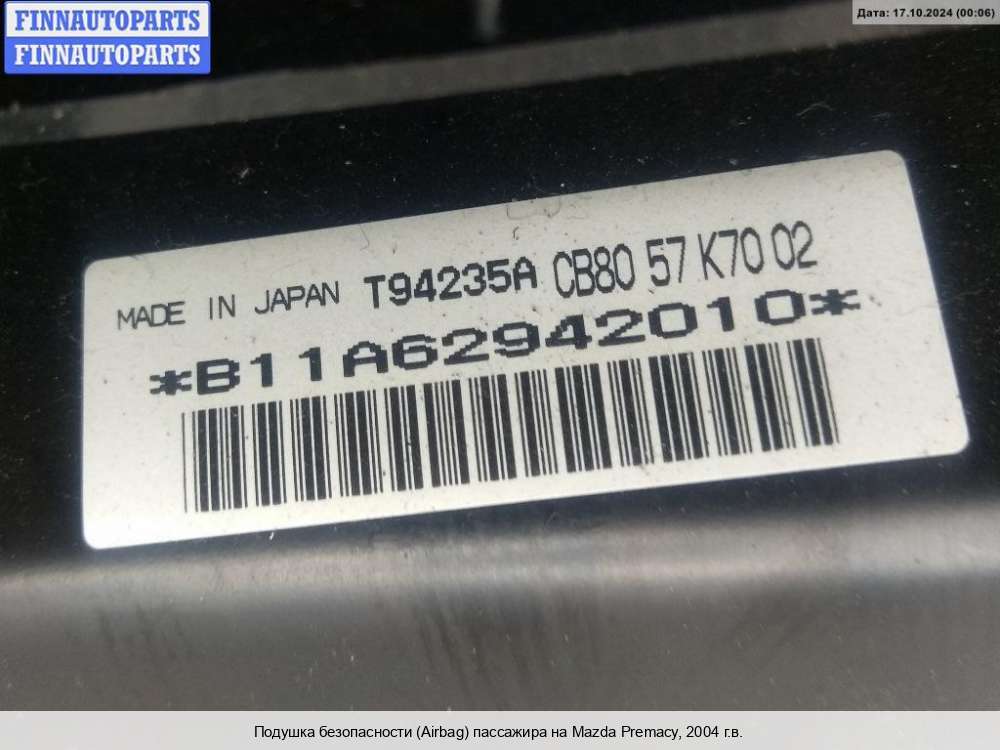 FINNAUTOPARTS
FINNAUTOPARTS
Дата: 17.10.2024 (00:06)
MADE IN JAPAN T94235A CB80 57 K70 02
*B11A62942010*
Подушка безопасности (Airbag) пассажира на Mazda Premacy, 2004 г.в.